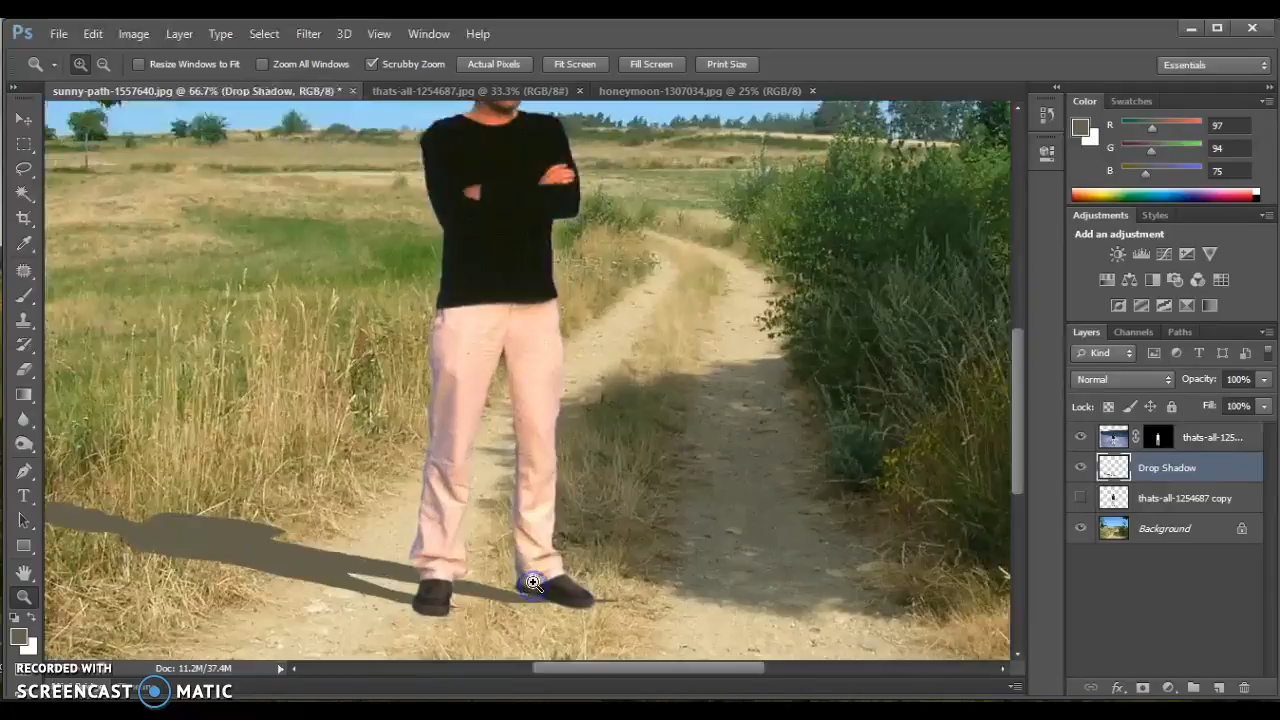 Ps File Edit Image Layer Type Select Filter 3D View Window Help
Resize Windows to Fit Zoom All Windows Scrubby Zoom Actual Pixels Fit Screen Fill Screen Print Size Essentials
sunny-path-1557640.jpg @ 66.7% (Drop Shadow, RGB/8) * × thats-all-1254687.jpg @ 33.3% (RGB/8#) × honeymoon-1307034.jpg @ 25% (RGB/8) ×
Color Swatches
R 97
G 94
B 75
Adjustments Styles
Add an adjustment
Layers Channels Paths
Kind
Normal Opacity: 100%
Lock: Fill: 100%
thats-all-125...
Drop Shadow
thats-all-1254687 copy
Background
Doc: 11.2M/37.4M
RECORDED WITH
SCREENCAST MATIC